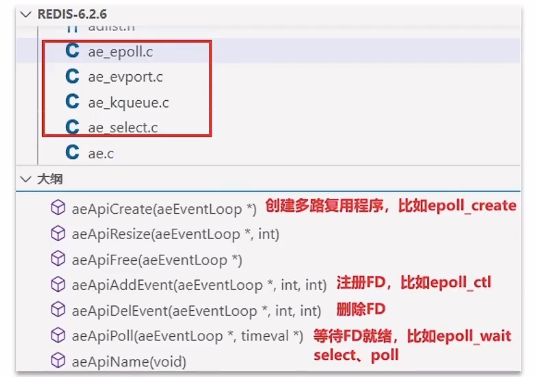 REDIS-6.2.6
adlist.h
C ae_epoll.c
C ae_evport.c
C ae_kqueue.c
C ae_select.c
C ae.c
大纲
aeApiCreate(aeEventLoop *) 创建多路复用程序，比如epoll_create
aeApiResize(aeEventLoop *, int)
aeApiFree(aeEventLoop *)
aeApiAddEvent(aeEventLoop *, int, int) 注册FD，比如epoll_ctl
aeApiDelEvent(aeEventLoop *, int, int) 删除FD
aeApiPoll(aeEventLoop *, timeval *) 等待FD就绪，比如epoll_wait
select、poll
aeApiName(void)